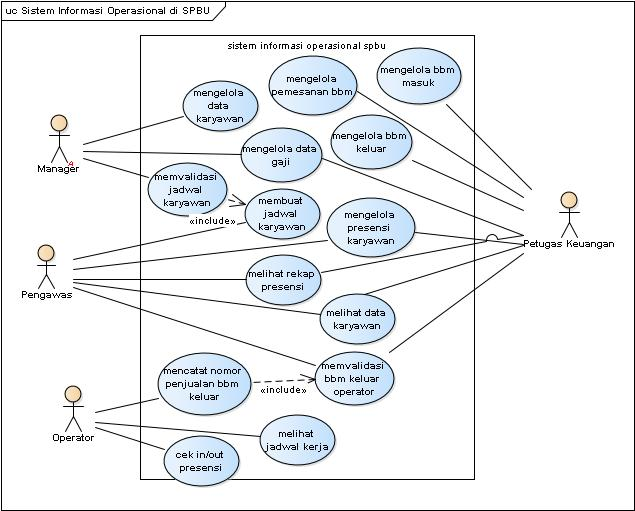 uc Sistem Informasi Operasional di SPBU
sistem informasi operasional spbu
mengelola bbm
masuk
mengelola
pemesanan bbm
mengelola
data
karyawan
mengelola bbm
keluar
mengelola data
gaji
Manager
memvalidasi
jadwal
karyawan
«include»
membuat
jadwal
karyawan
mengelola
presensi
karyawan
Petugas Keuangan
Pengawas
melihat rekap
presensi
melihat data
karyawan
mencatat nomor
penjualan bbm
keluar
«include»
memvalidasi
bbm keluar
operator
Operator
melihat
jadwal kerja
cek in/out
presensi